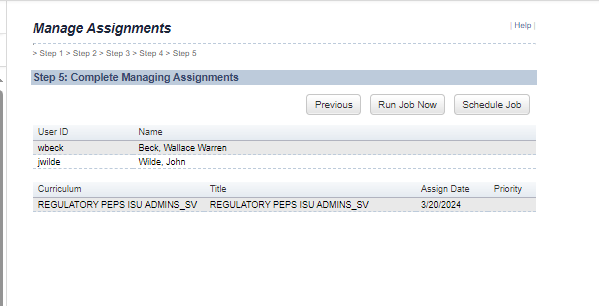 Manage Assignments
| Help |
> Step 1 > Step 2 > Step 3 > Step 4 > Step 5
Step 5: Complete Managing Assignments
Previous Run Job Now Schedule Job
User ID Name
wbeck Beck, Wallace Warren
jwilde Wilde, John
Curriculum Title Assign Date Priority
REGULATORY PEPS ISU ADMINS_SV REGULATORY PEPS ISU ADMINS_SV 3/20/2024